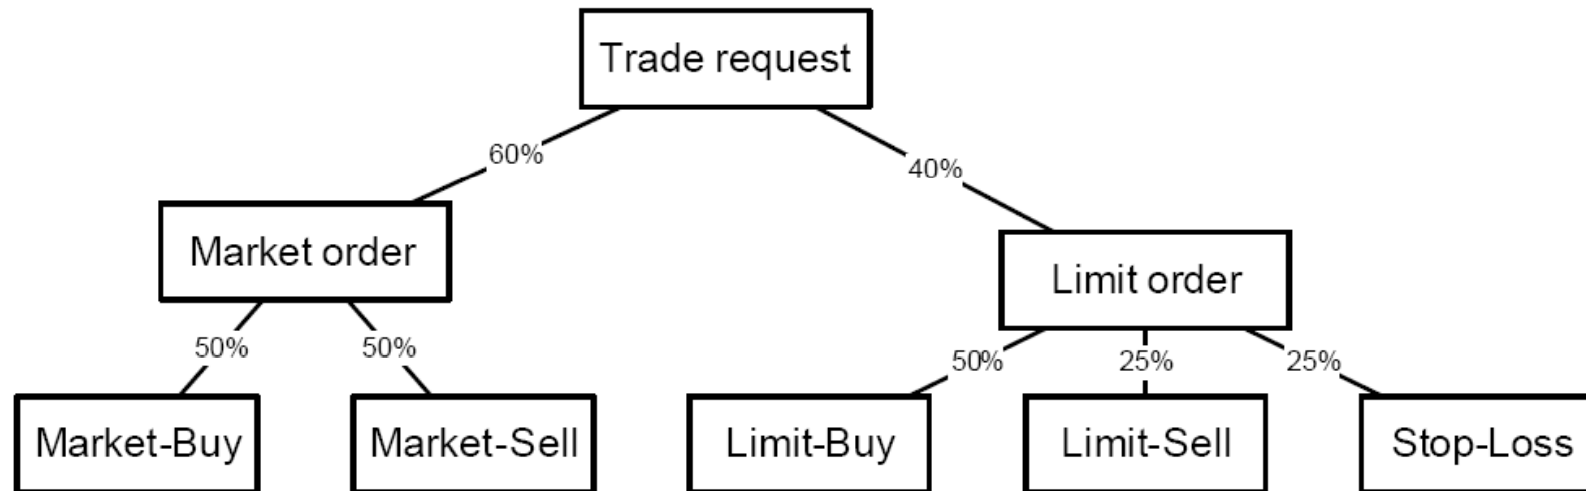 Trade request
60%
40%
Market order
Limit order
50%
50%
50%
25%
25%
Market-Buy
Market-Sell
Limit-Buy
Limit-Sell
Stop-Loss